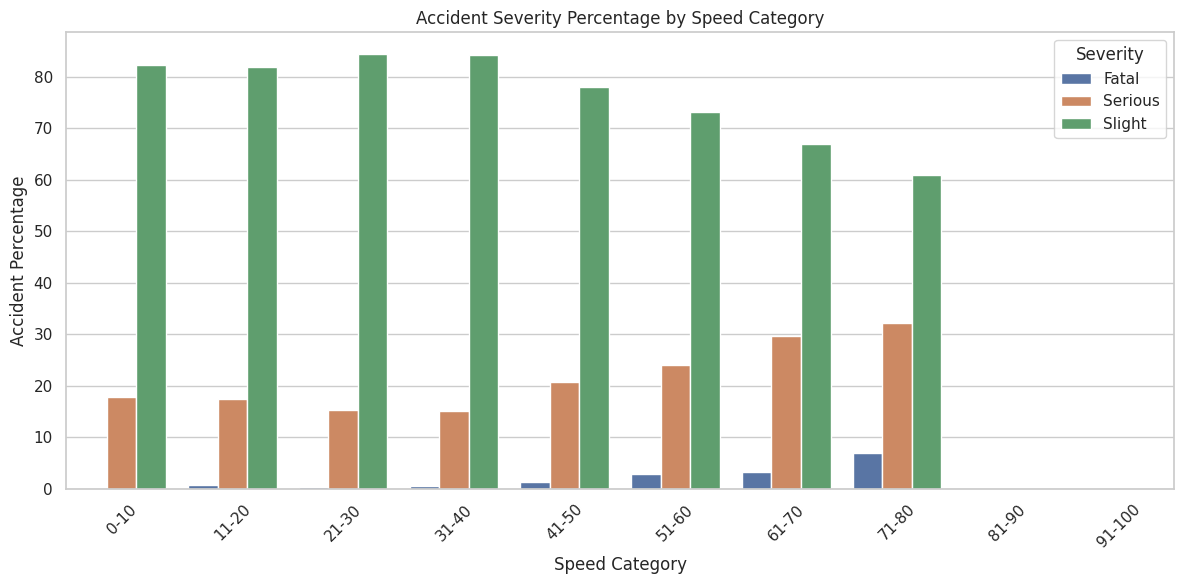 Accident Severity Percentage by Speed Category
Severity
Fatal
Serious
Slight
Accident Percentage
80
70
60
50
40
30
20
10
0
0-10
11-20
21-30
31-40
41-50
51-60
61-70
71-80
81-90
91-100
Speed Category